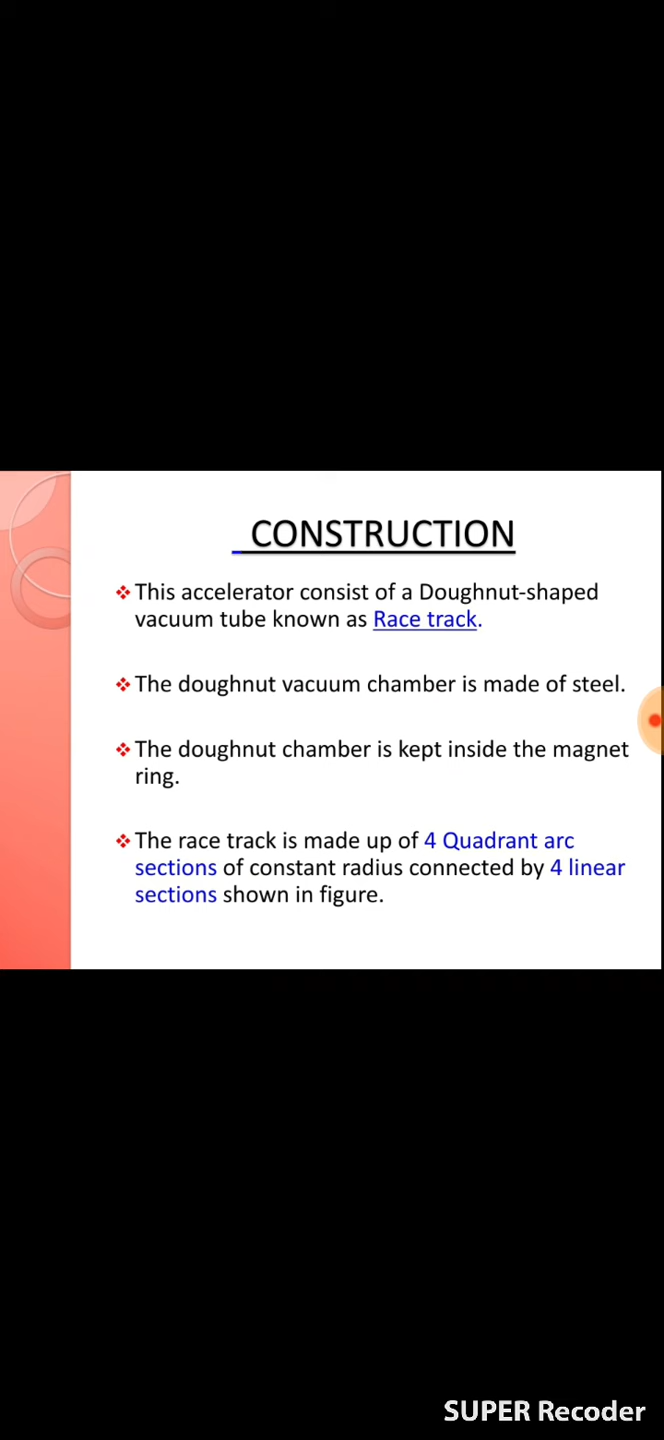 CONSTRUCTION
❖ This accelerator consist of a Doughnut-shaped
vacuum tube known as Race track.
❖ The doughnut vacuum chamber is made of steel.
❖ The doughnut chamber is kept inside the magnet
ring.
❖ The race track is made up of 4 Quadrant arc
sections of constant radius connected by 4 linear
sections shown in figure.
SUPER Recoder